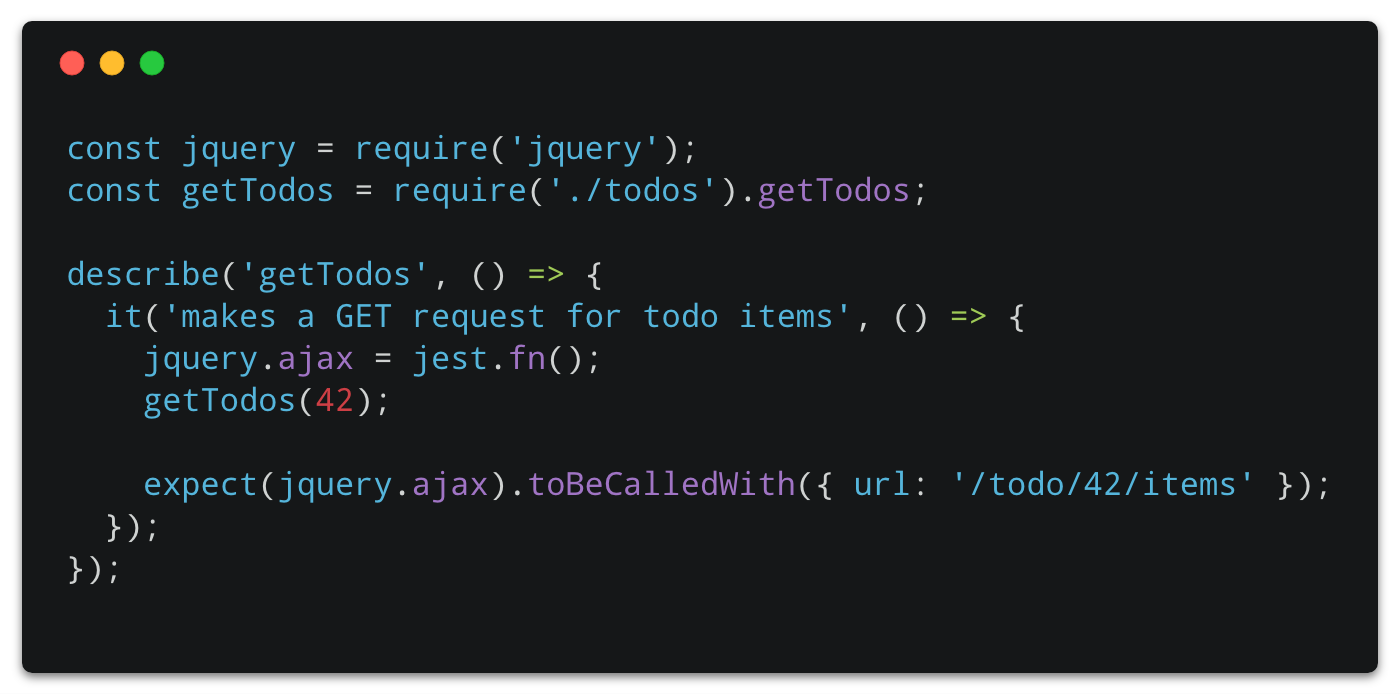 const jquery = require('jquery');
const getTodos = require('./todos').getTodos;

describe('getTodos', () => {
  it('makes a GET request for todo items', () => {
    jquery.ajax = jest.fn();
    getTodos(42);

    expect(jquery.ajax).toBeCalledWith({ url: '/todo/42/items' });
  });
});